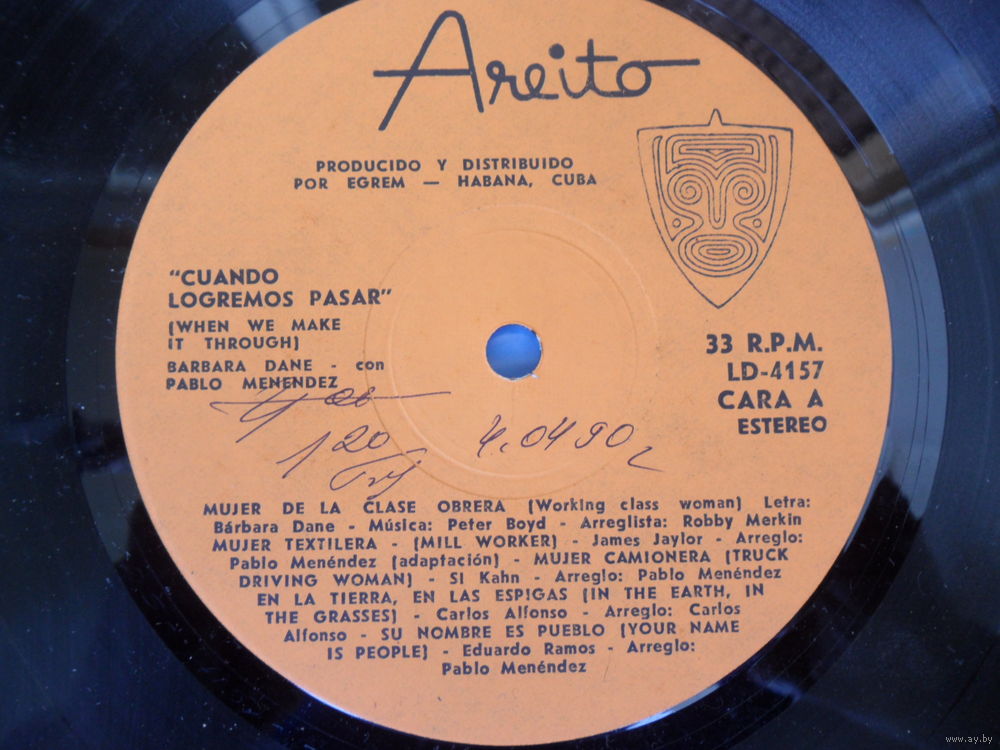 Areito
PRODUCIDO Y DISTRIBUIDO
POR EGREM — HABANA, CUBA
"CUANDO
LOGREMOS PASAR"
(WHEN WE MAKE
IT THROUGH)
BARBARA DANE - con
PABLO MENENDEZ
33 R.P.M.
LD-4157
CARA A
ESTEREO
120
4.04 90
MUJER DE LA CLASE OBRERA (Working class woman) Letra:
Bárbara Dane - Música: Peter Boyd - Arreglista: Robby Merkin
MUJER TEXTILERA - (MILL WORKER) - James Jaylor - Arreglo:
Pablo Menéndez (adaptación) - MUJER CAMIONERA (TRUCK
DRIVING WOMAN) - SI Kahn - Arreglo: Pablo Menéndez
EN LA TIERRA, EN LAS ESPIGAS (IN THE EARTH, IN
THE GRASSES) - Carlos Alfonso - Arreglo: Carlos
Alfonso - SU NOMBRE ES PUEBLO (YOUR NAME
IS PEOPLE) - Eduardo Ramos - Arreglo:
Pablo Menéndez
www.ay.by